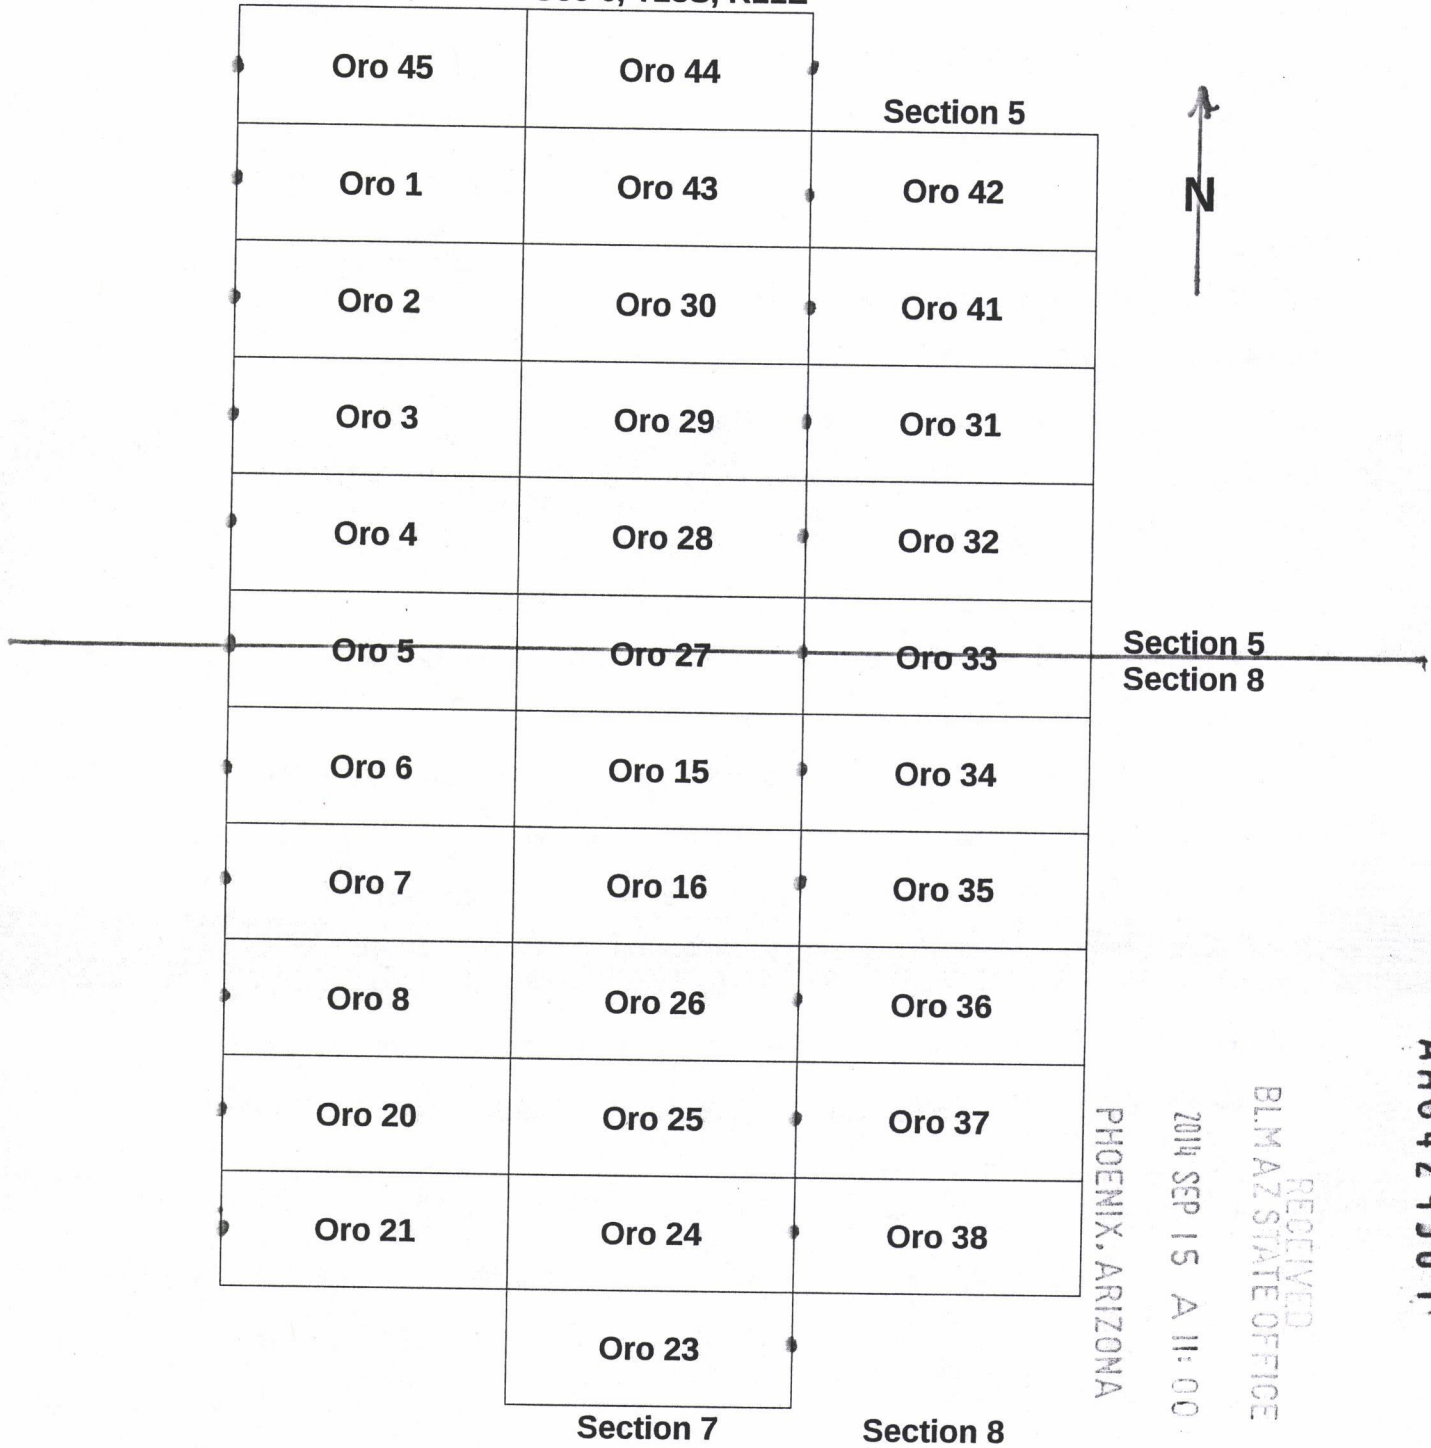 Oro 45 Oro 44
Section 5
Oro 1 Oro 43 Oro 42
N
Oro 2 Oro 30 Oro 41
Oro 3 Oro 29 Oro 31
Oro 4 Oro 28 Oro 32
Oro 5 Oro 27 Oro 33 Section 5
Section 8
Oro 6 Oro 15 Oro 34
Oro 7 Oro 16 Oro 35
Oro 8 Oro 26 Oro 36
Oro 20 Oro 25 Oro 37
Oro 21 Oro 24 Oro 38
Oro 23
Section 7 Section 8
RECEIVED
BLM AZ STATE OFFICE
2014 SEP 15 A 11:00
PHOENIX, ARIZONA